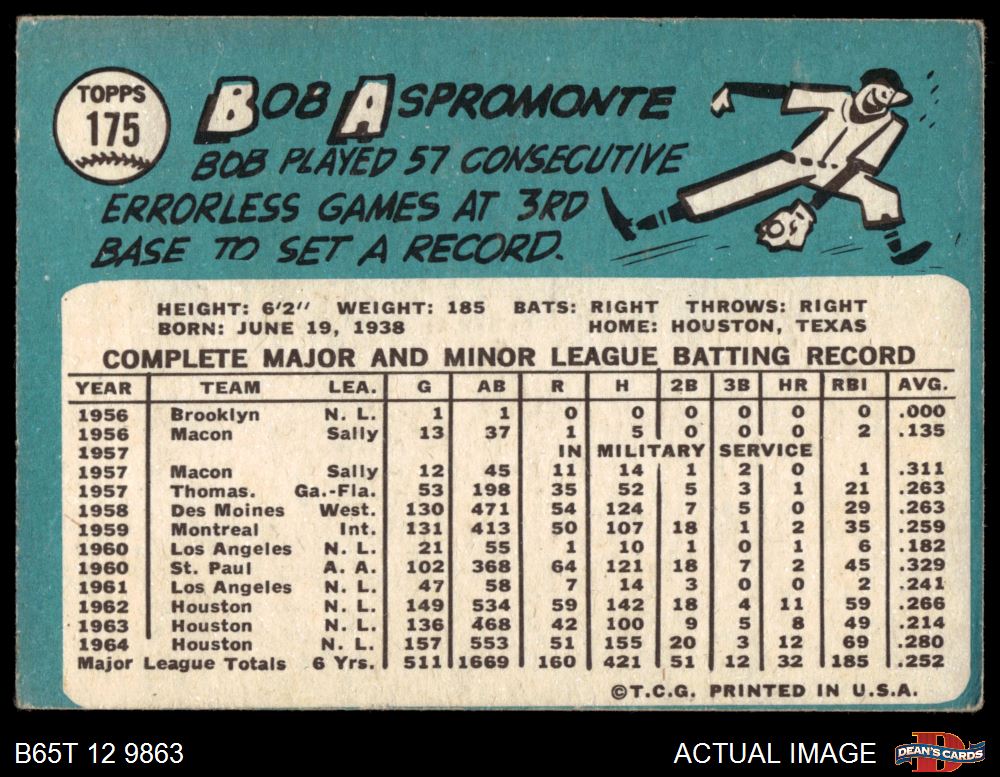 TOPPS
175
BOB ASPROMONTE
BOB PLAYED 57 CONSECUTIVE
ERRORLESS GAMES AT 3RD
BASE TO SET A RECORD.
HEIGHT: 6'2" WEIGHT: 185 BATS: RIGHT THROWS: RIGHT
BORN: JUNE 19, 1938 HOME: HOUSTON, TEXAS
COMPLETE MAJOR AND MINOR LEAGUE BATTING RECORD
YEAR TEAM LEA. G AB R H 2B 3B HR RBI AVG.
1956 Brooklyn N. L. 1 1 0 0 0 0 0 0 .000
1956 Macon Sally 13 37 1 5 0 0 0 2 .135
1957 IN MILITARY SERVICE
1957 Macon Sally 12 45 11 14 1 2 0 1 .311
1957 Thomas. Ga.-Fla. 53 198 35 52 5 3 1 21 .263
1958 Des Moines West. 130 471 54 124 7 5 0 29 .263
1959 Montreal Int. 131 413 50 107 18 1 2 35 .259
1960 Los Angeles N. L. 21 55 1 10 1 0 1 6 .182
1960 St. Paul A. A. 102 368 64 121 18 7 2 45 .329
1961 Los Angeles N. L. 47 58 7 14 3 0 0 2 .241
1962 Houston N. L. 149 534 59 142 18 4 11 59 .266
1963 Houston N. L. 136 468 42 100 9 5 8 49 .214
1964 Houston N. L. 157 553 51 155 20 3 12 69 .280
Major League Totals 6 Yrs. 511 1669 160 421 51 12 32 185 .252
©T.C.G. PRINTED IN U.S.A.
B65T 12 9863 ACTUAL IMAGE DEAN'S CARDS